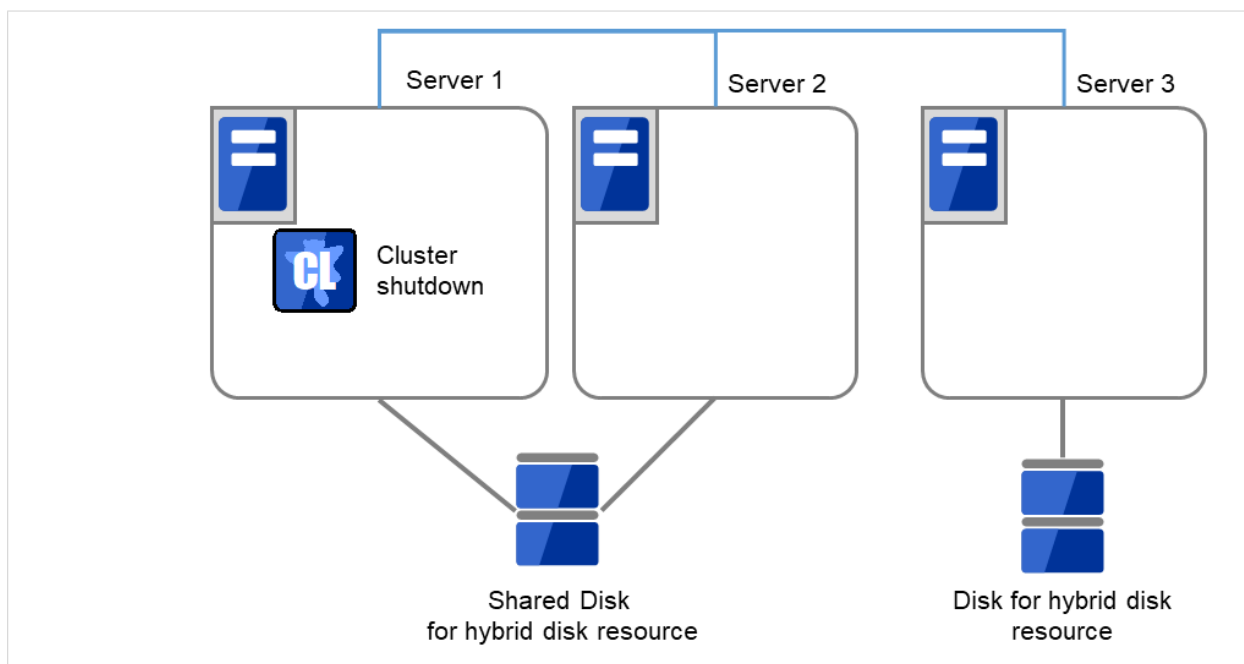 Server 1
Server 2
Server 3
CL
Cluster
shutdown
Shared Disk
for hybrid disk resource
Disk for hybrid disk
resource